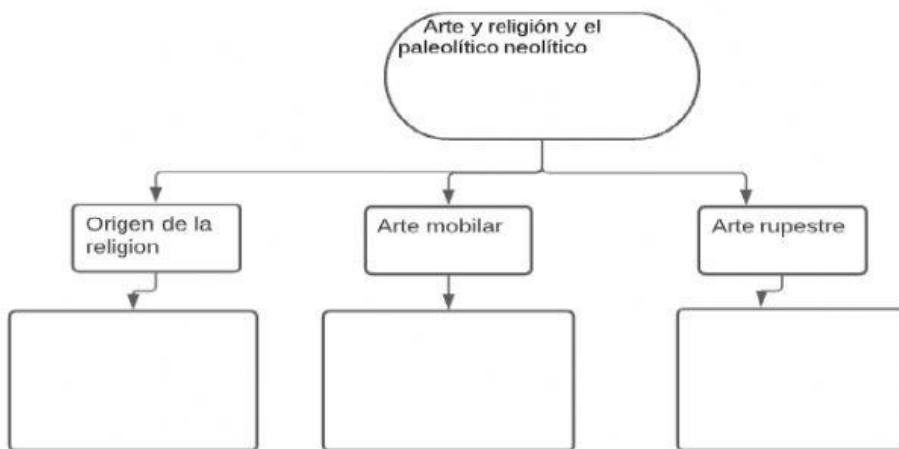 Arte y religión y el
paleolítico neolítico
Origen de la
religion
Arte mobilar
Arte rupestre